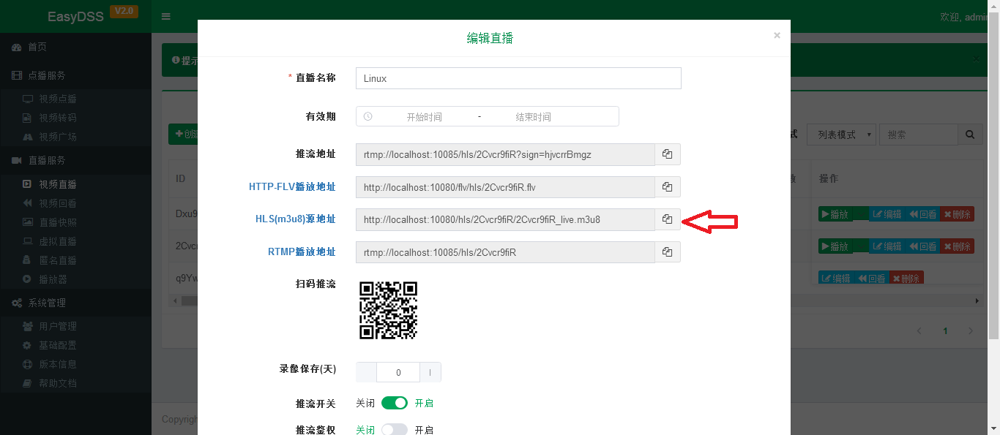 EasyDSS V2.0
欢迎, admin
首页
点播服务
视频点播
视频转码
视频广场
直播服务
视频直播
视频回看
直播快照
虚拟直播
匿名直播
播放器
系统管理
用户管理
基础配置
版本信息
帮助文档
提示
创建
式
列表模式
搜索
ID
数
操作
Dxu9
播放 编辑 回看 删除
2Cvc
播放 编辑 回看 删除
q9Yw
编辑 回看 删除
1
Copyrigh
编辑直播
×
* 直播名称 Linux
有效期 开始时间 - 结束时间
推流地址 rtmp://localhost:10085/hls/2Cvcr9fiR?sign=hjvcrrBmgz
HTTP-FLV播放地址 http://localhost:10080/flv/hls/2Cvcr9fiR.flv
HLS(m3u8)源地址 http://localhost:10080/hls/2Cvcr9fiR/2Cvcr9fiR_live.m3u8
RTMP播放地址 rtmp://localhost:10085/hls/2Cvcr9fiR
扫码推流
录像保存(天) 0
推流开关 关闭 开启
推流鉴权 关闭 开启